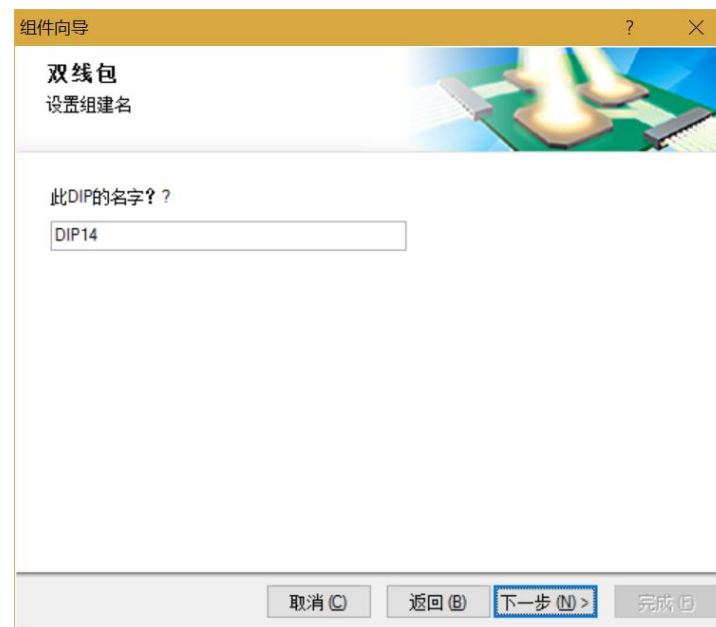 组件向导
双线包
设置组建名
此DIP的名字??
DIP14
取消(C) 返回(B) 下一步(N)> 完成(F)